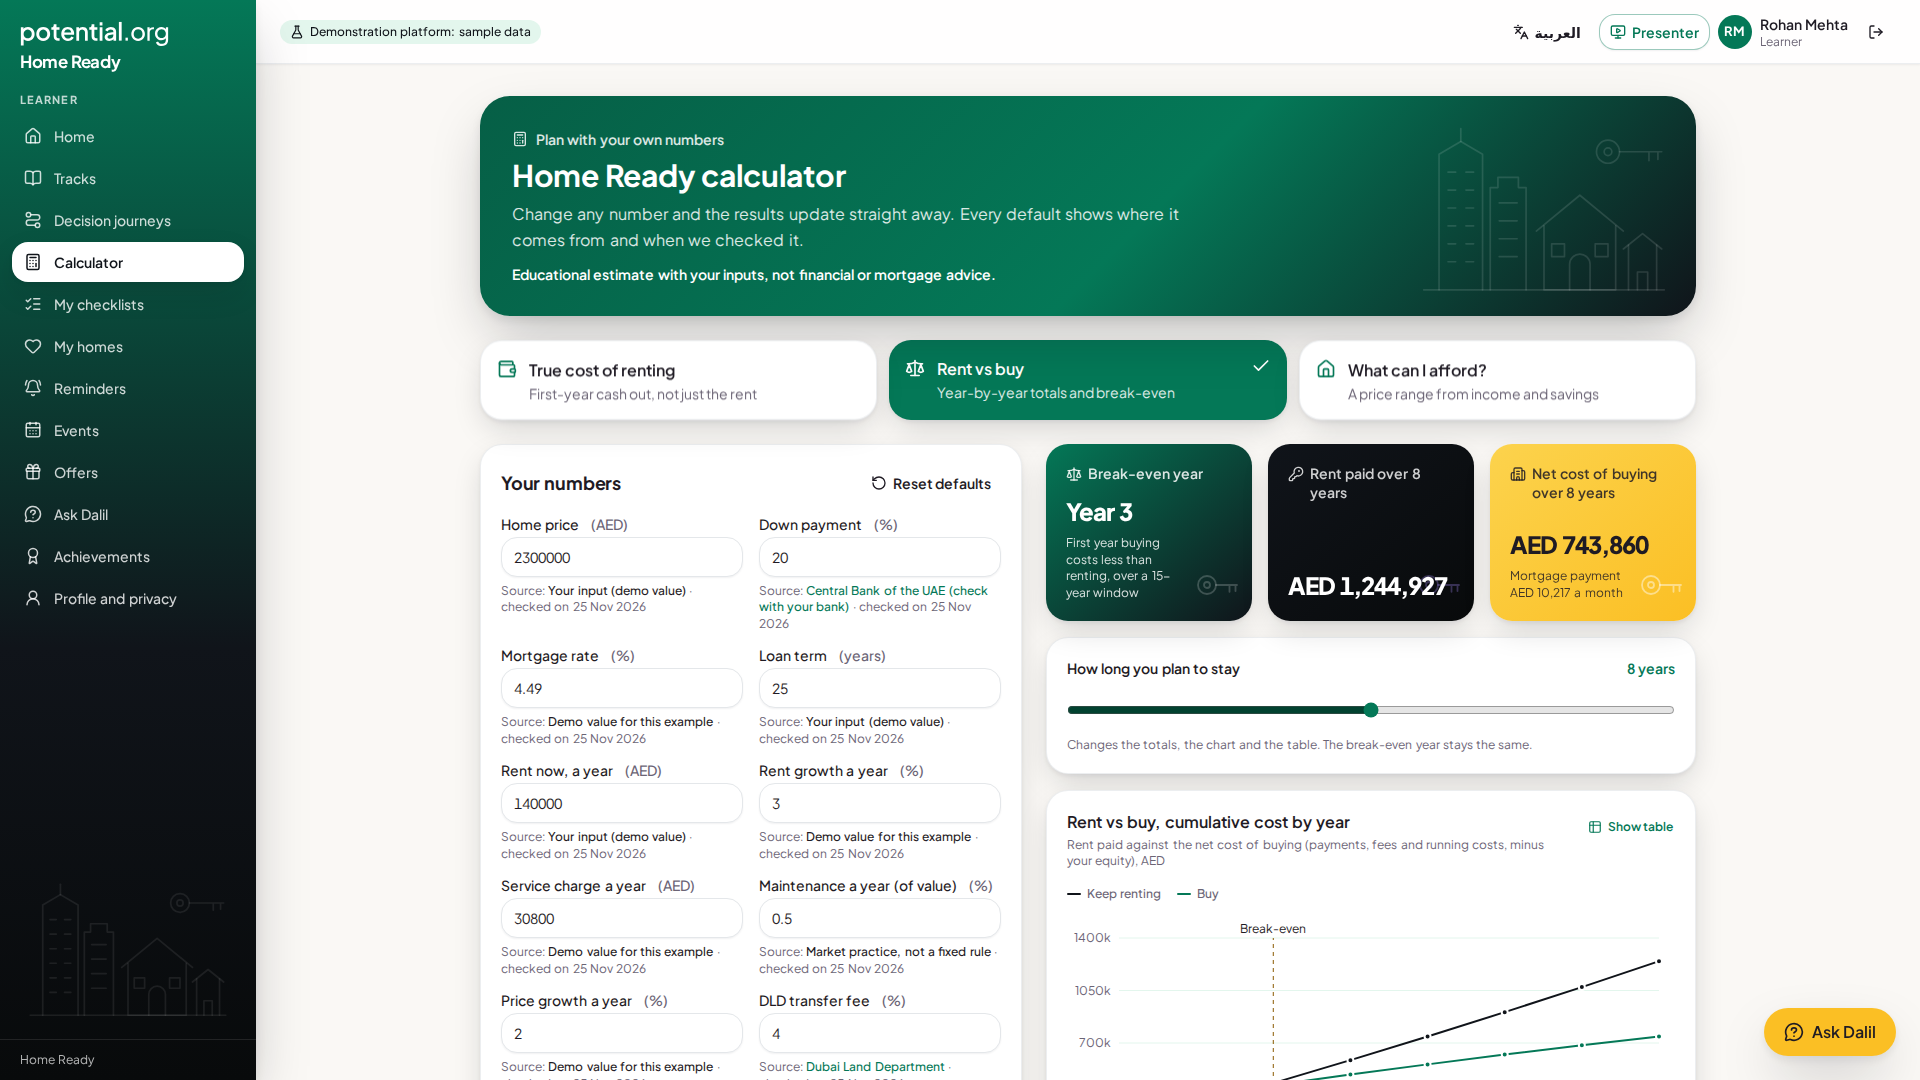 potential.org
Home Ready
LEARNER
Home
Tracks
Decision journeys
Calculator
My checklists
My homes
Reminders
Events
Offers
Ask Dalil
Achievements
Profile and privacy
Home Ready
Demonstration platform: sample data
العربية
Presenter
RM
Rohan Mehta
Learner
Plan with your own numbers
Home Ready calculator
Change any number and the results update straight away. Every default shows where it
comes from and when we checked it.
Educational estimate with your inputs, not financial or mortgage advice.
True cost of renting
First-year cash out, not just the rent
Rent vs buy
Year-by-year totals and break-even
What can I afford?
A price range from income and savings
Your numbers
Reset defaults
Home price (AED)
2300000
Source: Your input (demo value) ·
checked on 25 Nov 2026
Down payment (%)
20
Source: Central Bank of the UAE (check
with your bank) · checked on 25 Nov
2026
Mortgage rate (%)
4.49
Source: Demo value for this example ·
checked on 25 Nov 2026
Loan term (years)
25
Source: Your input (demo value) ·
checked on 25 Nov 2026
Rent now, a year (AED)
140000
Source: Your input (demo value) ·
checked on 25 Nov 2026
Rent growth a year (%)
3
Source: Demo value for this example ·
checked on 25 Nov 2026
Service charge a year (AED)
30800
Source: Demo value for this example ·
checked on 25 Nov 2026
Maintenance a year (of value) (%)
0.5
Source: Market practice, not a fixed rule ·
checked on 25 Nov 2026
Price growth a year (%)
2
Source: Demo value for this example ·
DLD transfer fee (%)
4
Source: Dubai Land Department ·
Break-even year
Year 3
First year buying
costs less than
renting, over a 15-
year window
Rent paid over 8
years
AED 1,244,927
Net cost of buying
over 8 years
AED 743,860
Mortgage payment
AED 10,217 a month
How long you plan to stay
8 years
Changes the totals, the chart and the table. The break-even year stays the same.
Rent vs buy, cumulative cost by year
Show table
Rent paid against the net cost of buying (payments, fees and running costs, minus
your equity), AED
Keep renting
Buy
Break-even
1400k
1050k
700k
Ask Dalil